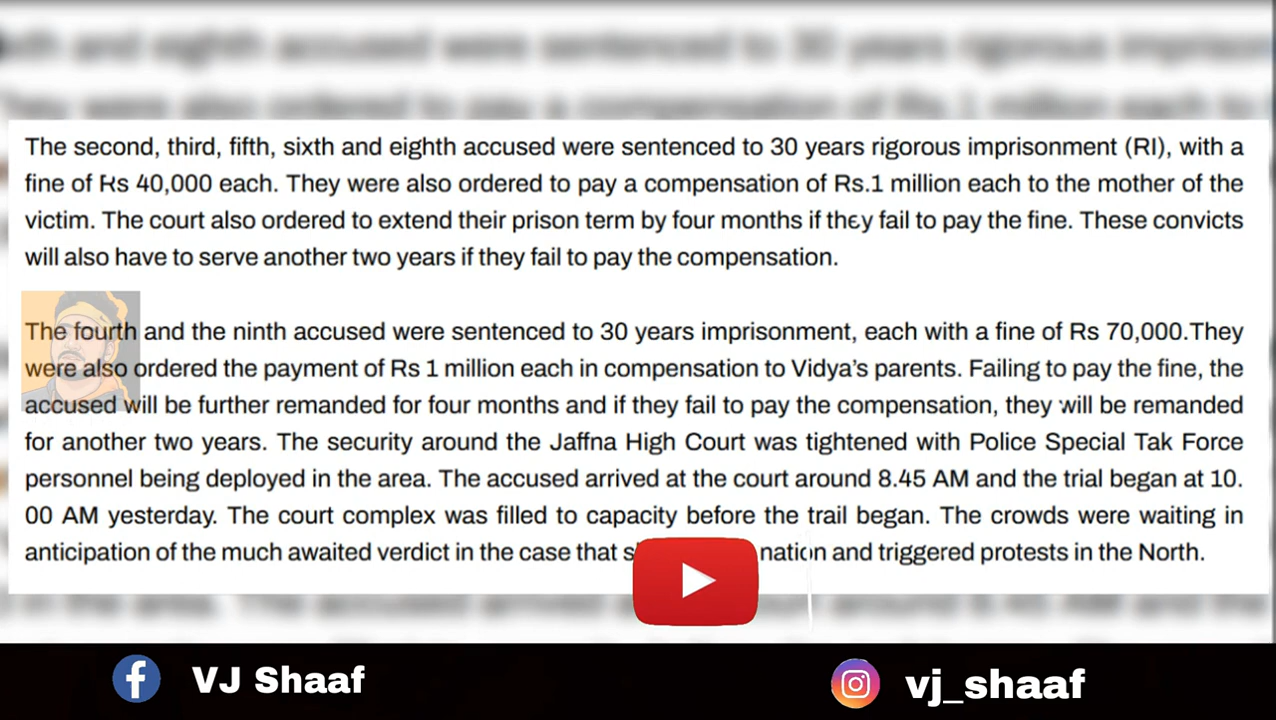 The second, third, fifth, sixth and eighth accused were sentenced to 30 years rigorous imprisonment (RI), with a
fine of Rs 40,000 each. They were also ordered to pay a compensation of Rs.1 million each to the mother of the
victim. The court also ordered to extend their prison term by four months if they fail to pay the fine. These convicts
will also have to serve another two years if they fail to pay the compensation.
The fourth and the ninth accused were sentenced to 30 years imprisonment, each with a fine of Rs 70,000.They
were also ordered the payment of Rs 1 million each in compensation to Vidya's parents. Failing to pay the fine, the
accused will be further remanded for four months and if they fail to pay the compensation, they will be remanded
for another two years. The security around the Jaffna High Court was tightened with Police Special Tak Force
personnel being deployed in the area. The accused arrived at the court around 8.45 AM and the trial began at 10.
00 AM yesterday. The court complex was filled to capacity before the trail began. The crowds were waiting in
anticipation of the much awaited verdict in the case that nation and triggered protests in the North.
VJ Shaaf
vj_shaaf